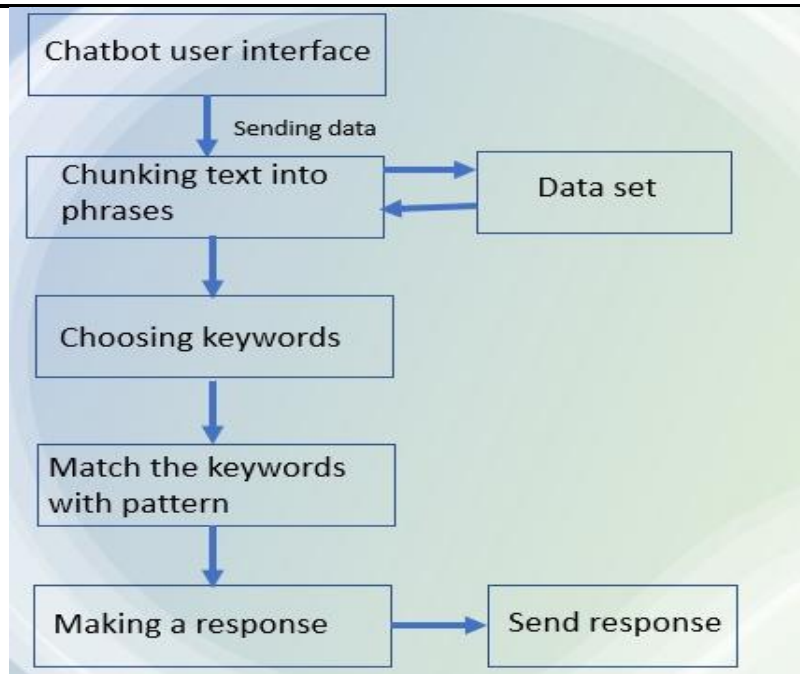 Chatbot user interface
Sending data
Chunking text into
phrases
Data set
Choosing keywords
Match the keywords
with pattern
Making a response
Send response